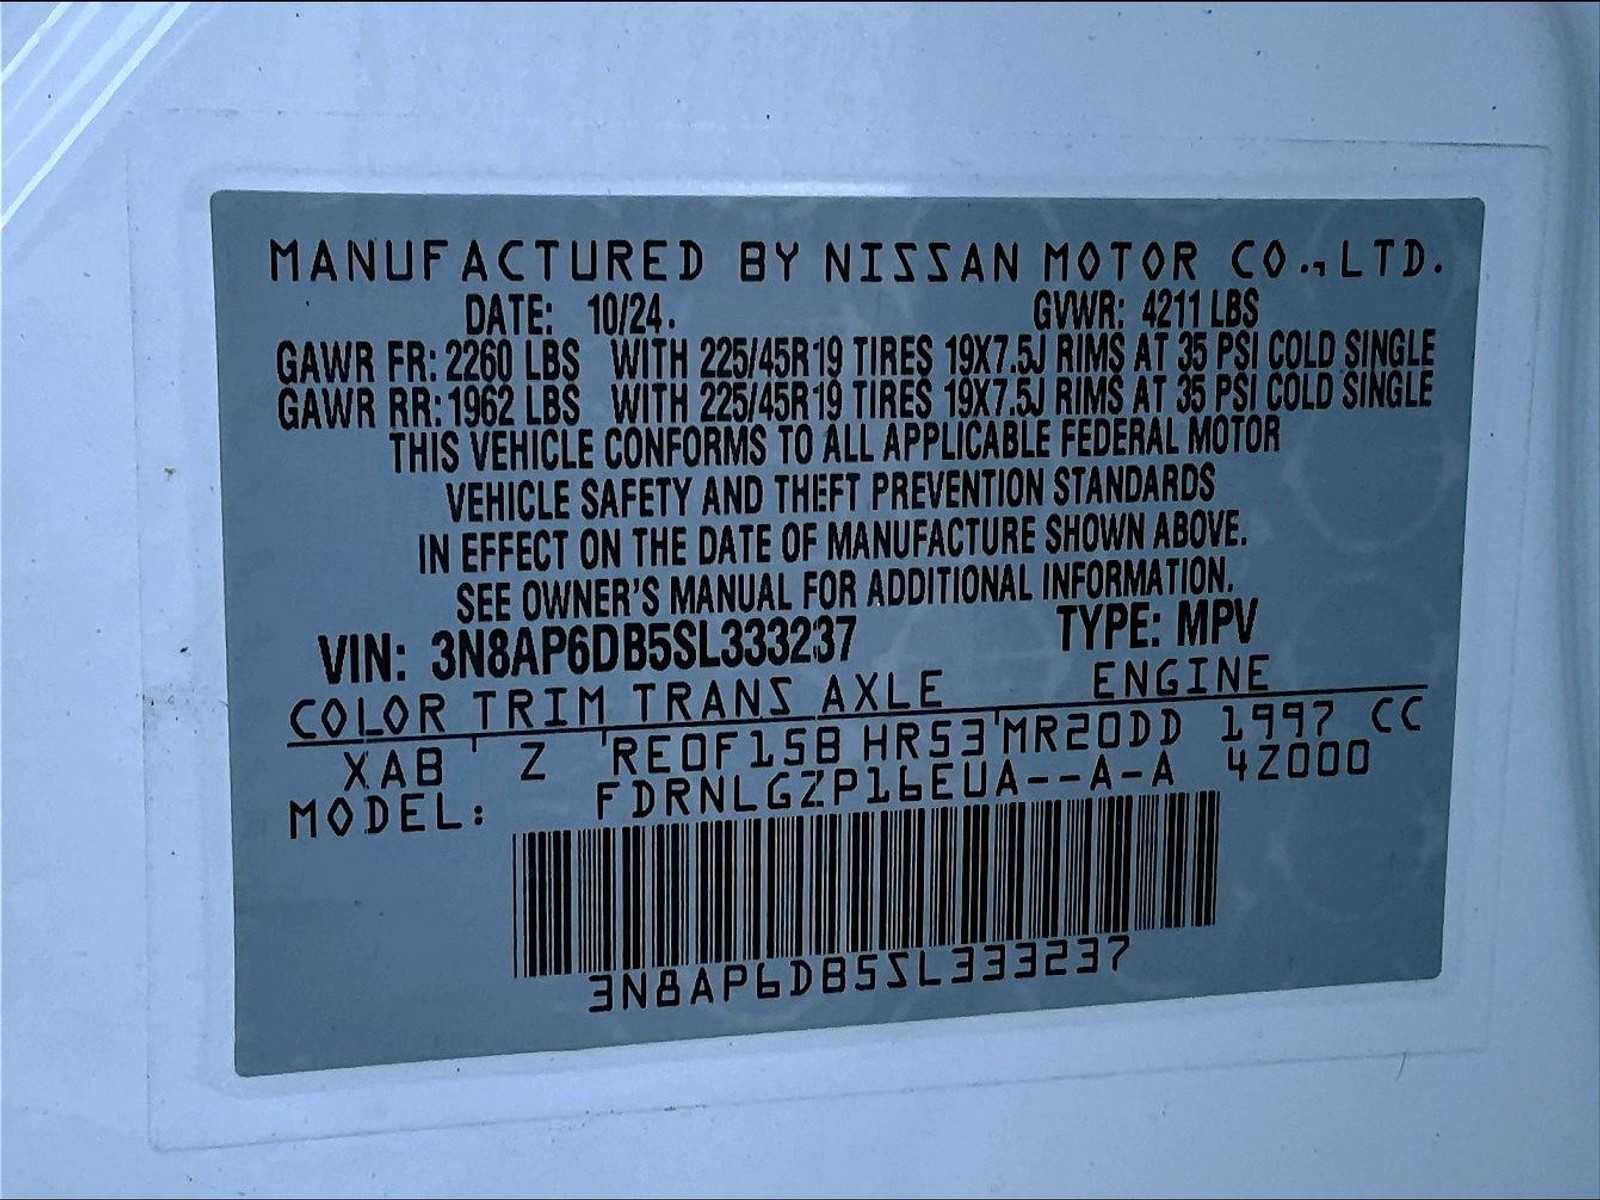 MANUFACTURED BY NISSAN MOTOR CO., LTD.
DATE: 10/24. GVWR: 4211 LBS
GAWR FR: 2260 LBS WITH 225/45R19 TIRES 19X7.5J RIMS AT 35 PSI COLD SINGLE
GAWR RR: 1962 LBS WITH 225/45R19 TIRES 19X7.5J RIMS AT 35 PSI COLD SINGLE
THIS VEHICLE CONFORMS TO ALL APPLICABLE FEDERAL MOTOR
VEHICLE SAFETY AND THEFT PREVENTION STANDARDS
IN EFFECT ON THE DATE OF MANUFACTURE SHOWN ABOVE.
SEE OWNER'S MANUAL FOR ADDITIONAL INFORMATION.
VIN: 3N8AP6DB5SL333237 TYPE: MPV
COLOR TRIM TRANS AXLE ENGINE
XAB Z RE0F15B HR53 MR20DD 1997 CC
MODEL: FDRNLGZP16EUA--A-A 4Z000
3N8AP6DB5SL333237